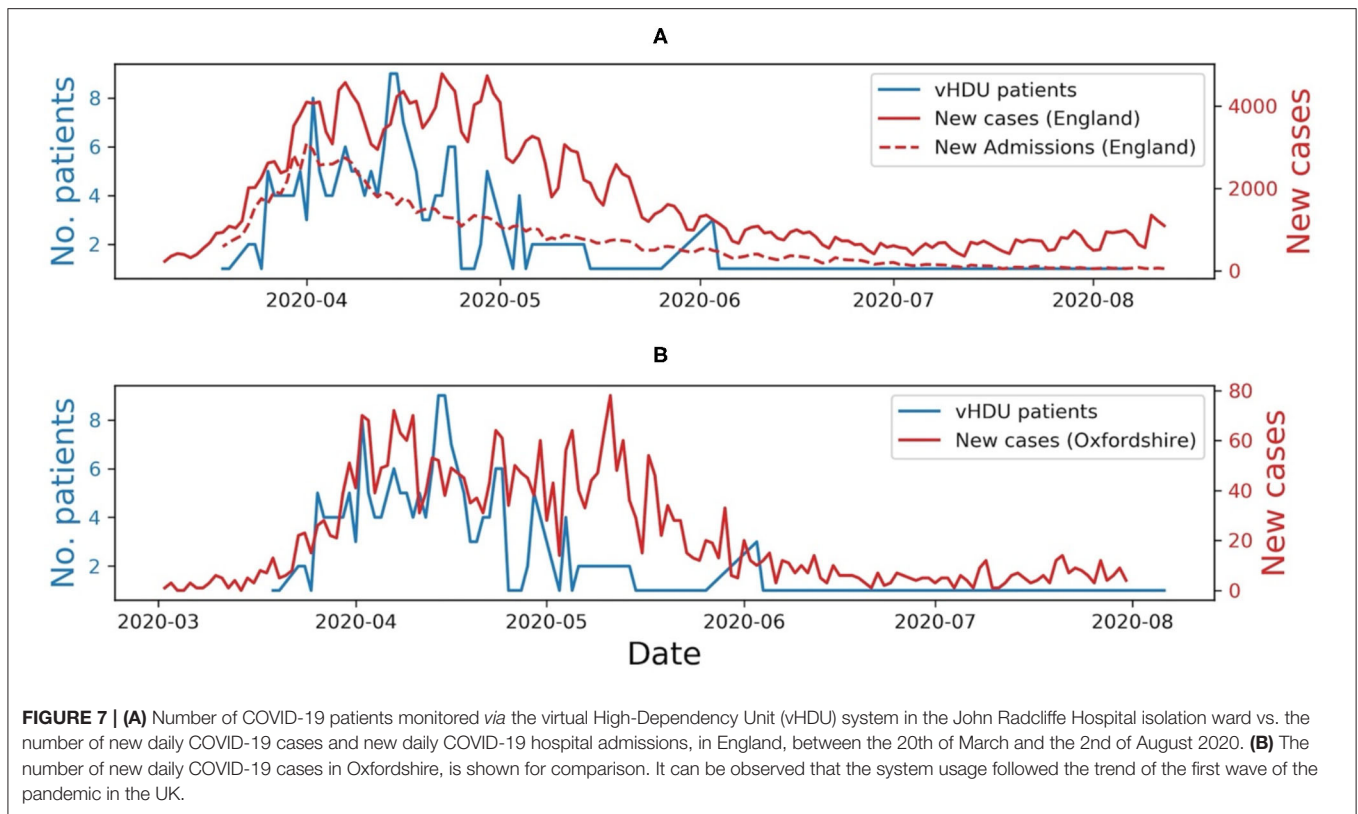 A
No. patients
8
6
4
2
vHDU patients
New cases (England)
New Admissions (England)
4000
2000
0
New cases
2020-04
2020-05
2020-06
2020-07
2020-08
B
No. patients
8
6
4
2
vHDU patients
New cases (Oxfordshire)
80
60
40
20
0
New cases
2020-03
2020-04
2020-05
2020-06
2020-07
2020-08
Date
FIGURE 7 | (A) Number of COVID-19 patients monitored via the virtual High-Dependency Unit (vHDU) system in the John Radcliffe Hospital isolation ward vs. the
number of new daily COVID-19 cases and new daily COVID-19 hospital admissions, in England, between the 20th of March and the 2nd of August 2020. (B) The
number of new daily COVID-19 cases in Oxfordshire, is shown for comparison. It can be observed that the system usage followed the trend of the first wave of the
pandemic in the UK.